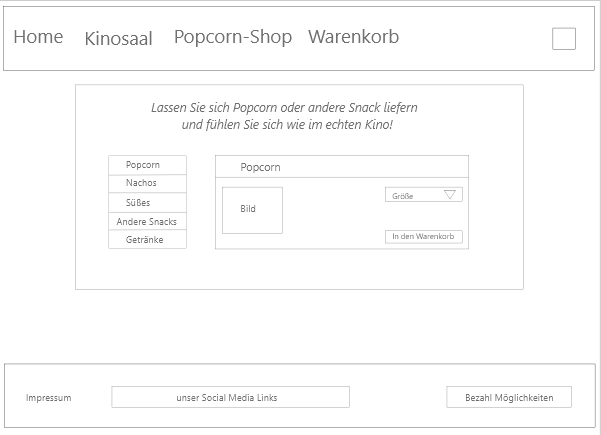 Home Kinosaal Popcorn-Shop Warenkorb
Lassen Sie sich Popcorn oder andere Snack liefern
und fühlen Sie sich wie im echten Kino!
Popcorn
Nachos
Süßes
Andere Snacks
Getränke
Popcorn
Bild
Größe
In den Warenkorb
Impressum
unser Social Media Links
Bezahl Möglichkeiten